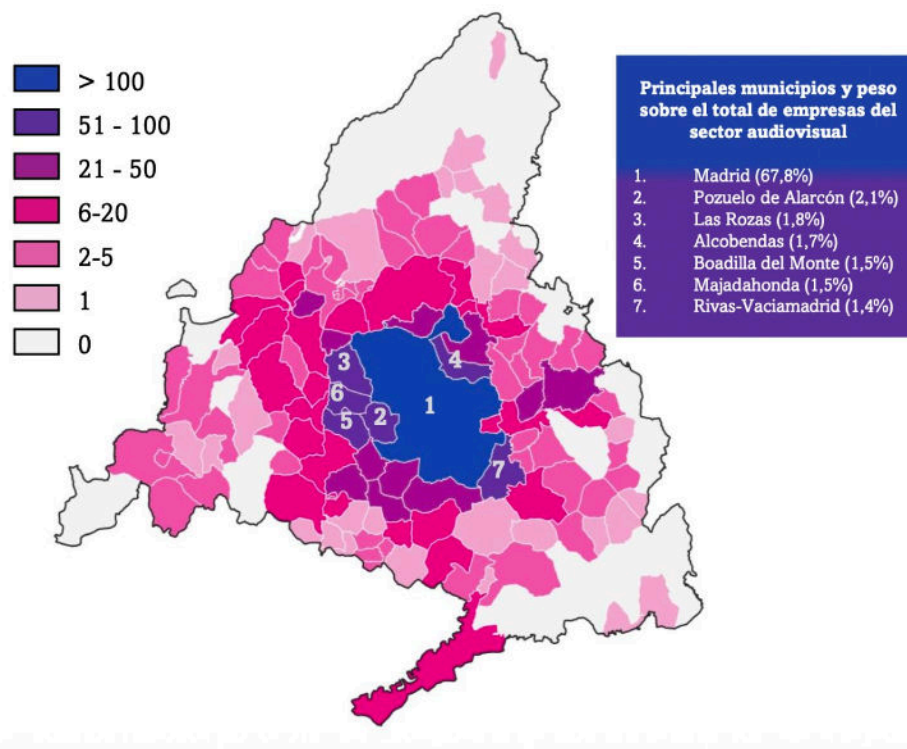 > 100
51 - 100
21 - 50
6-20
2-5
1
0
Principales municipios y peso
sobre el total de empresas del
sector audiovisual
1. Madrid (67,8%)
2. Pozuelo de Alarcón (2,1%)
3. Las Rozas (1,8%)
4. Alcobendas (1,7%)
5. Boadilla del Monte (1,5%)
6. Majadahonda (1,5%)
7. Rivas-Vaciamadrid (1,4%)
3
4
6
1
2
5
7